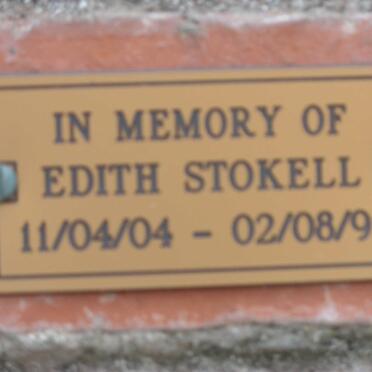 IN MEMORY OF
EDITH STOKELL
11/04/04 - 02/08/9